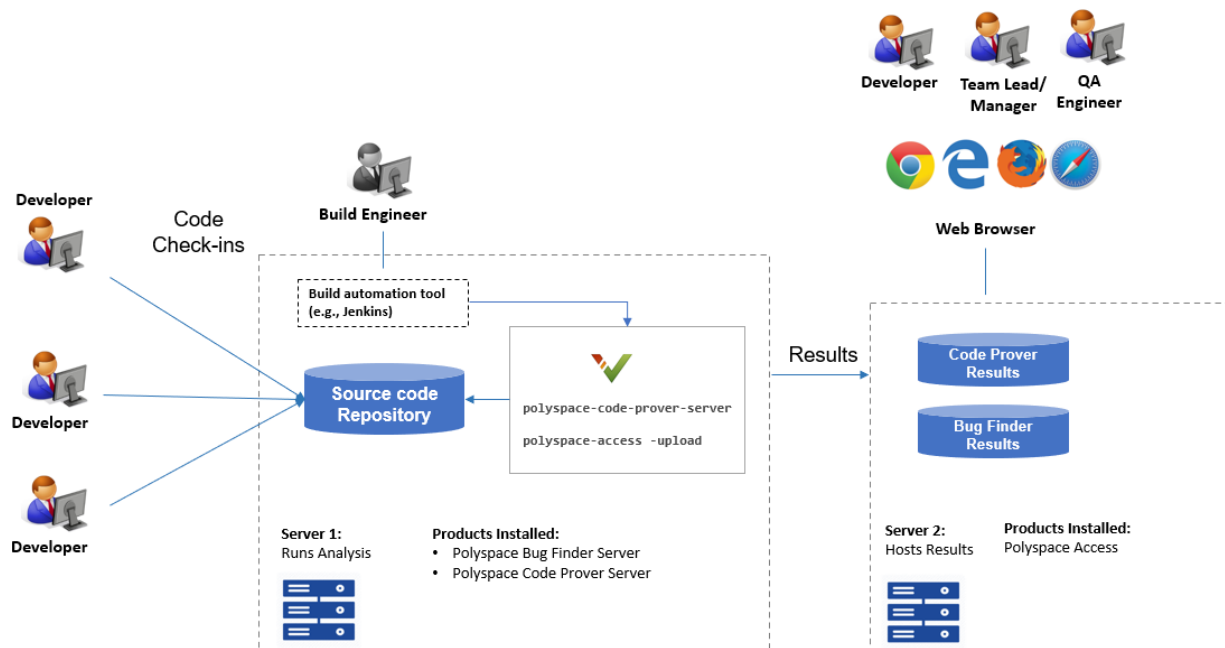 Developer
Team Lead/
Manager
QA
Engineer
Web Browser
Developer
Code
Check-ins
Build Engineer
Developer
Developer
Build automation tool
(e.g., Jenkins)
Source code
Repository
polyspace-code-prover-server
polyspace-access -upload
Results
Code Prover
Results
Bug Finder
Results
Server 1:
Runs Analysis
Products Installed:
• Polyspace Bug Finder Server
• Polyspace Code Prover Server
Server 2:
Hosts Results
Products Installed:
Polyspace Access